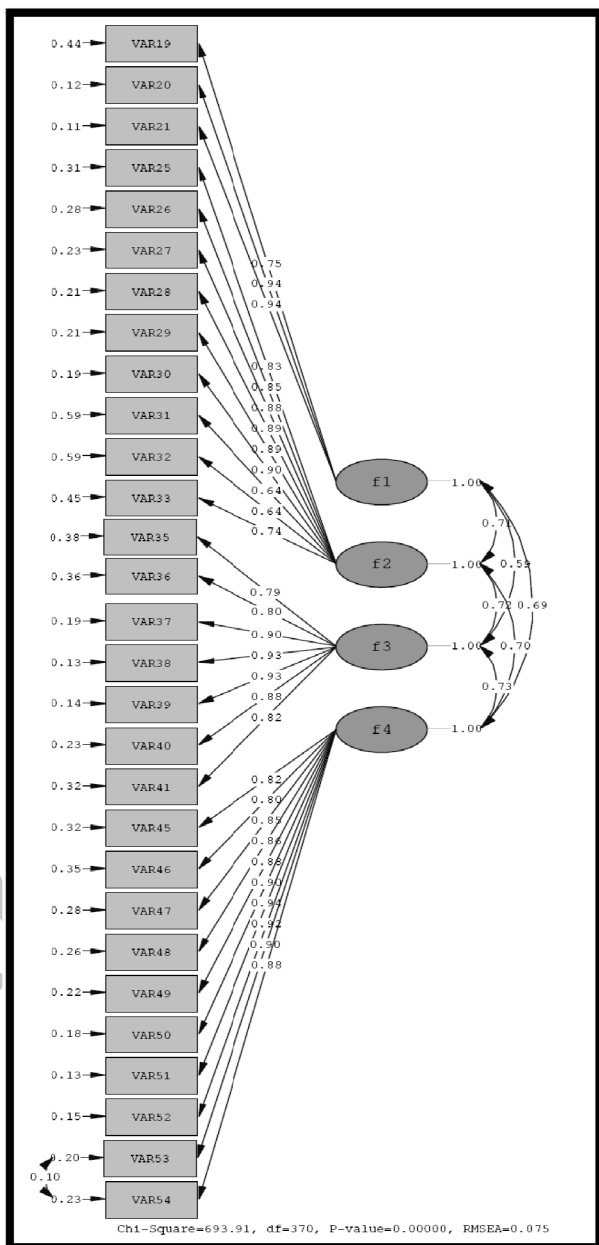 0.44 VAR19
0.12 VAR20
0.11 VAR21
0.31 VAR25
0.28 VAR26
0.23 VAR27
0.21 VAR28
0.21 VAR29
0.19 VAR30
0.59 VAR31
0.59 VAR32
0.45 VAR33
0.38 VAR35
0.36 VAR36
0.19 VAR37
0.13 VAR38
0.14 VAR39
0.23 VAR40
0.32 VAR41
0.32 VAR45
0.35 VAR46
0.28 VAR47
0.26 VAR48
0.22 VAR49
0.18 VAR50
0.13 VAR51
0.15 VAR52
0.20 VAR53
0.10
0.23 VAR54
0.75
0.94
0.94
0.83
0.85
0.88
0.89
0.89
0.90
0.64
0.64
0.74
0.79
0.80
0.90
0.93
0.93
0.88
0.82
0.82
0.80
0.85
0.86
0.88
0.90
0.94
0.92
0.90
0.88
f1 1.00
0.71
0.59
f2 1.00
0.72 0.69
f3 1.00 0.70
0.73
f4 1.00
Chi-Square=693.91, df=370, P-value=0.00000, RMSEA=0.075